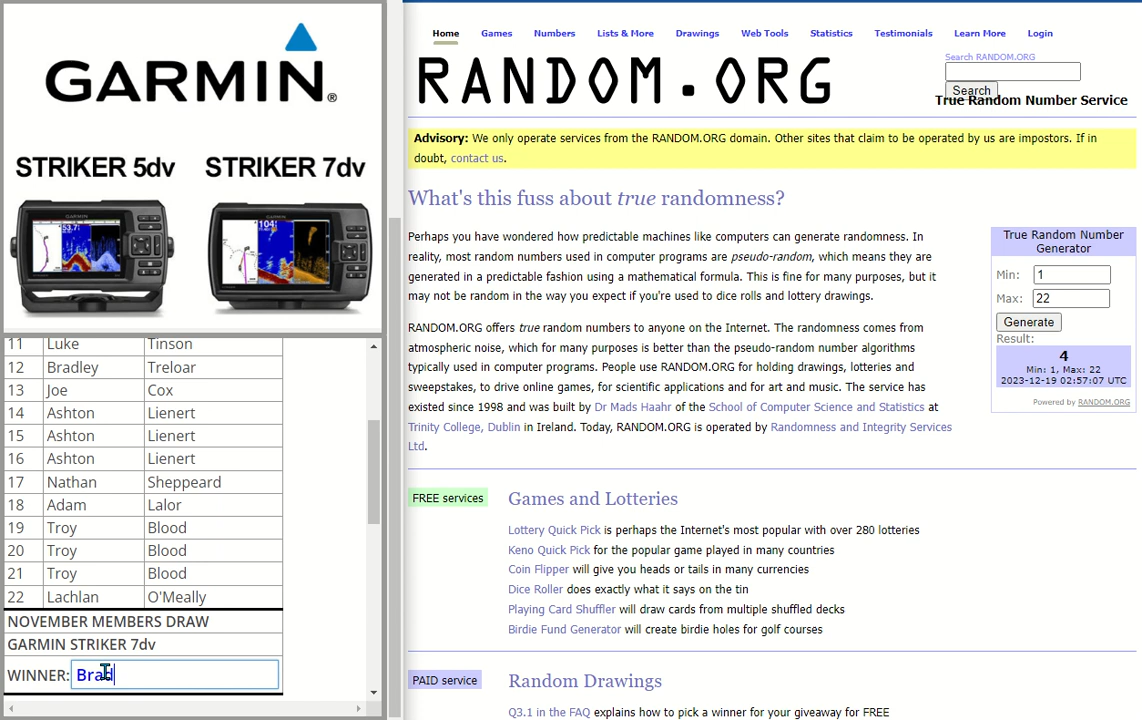 GARMIN®
STRIKER 5dv STRIKER 7dv
GARMIN
GARMIN
11 Luke Tinson
12 Bradley Treloar
13 Joe Cox
14 Ashton Lienert
15 Ashton Lienert
16 Ashton Lienert
17 Nathan Sheppeard
18 Adam Lalor
19 Troy Blood
20 Troy Blood
21 Troy Blood
22 Lachlan O'Meally
NOVEMBER MEMBERS DRAW
GARMIN STRIKER 7dv
WINNER: Brad
Home Games Numbers Lists & More Drawings Web Tools Statistics Testimonials Learn More Login
RANDOM.ORG
Search RANDOM.ORG
Search
True Random Number Service
Advisory: We only operate services from the RANDOM.ORG domain. Other sites that claim to be operated by us are impostors. If in
doubt, contact us.
What's this fuss about true randomness?
Perhaps you have wondered how predictable machines like computers can generate randomness. In
reality, most random numbers used in computer programs are pseudo-random, which means they are
generated in a predictable fashion using a mathematical formula. This is fine for many purposes, but it
may not be random in the way you expect if you're used to dice rolls and lottery drawings.
RANDOM.ORG offers true random numbers to anyone on the Internet. The randomness comes from
atmospheric noise, which for many purposes is better than the pseudo-random number algorithms
typically used in computer programs. People use RANDOM.ORG for holding drawings, lotteries and
sweepstakes, to drive online games, for scientific applications and for art and music. The service has
existed since 1998 and was built by Dr Mads Haahr of the School of Computer Science and Statistics at
Trinity College, Dublin in Ireland. Today, RANDOM.ORG is operated by Randomness and Integrity Services
Ltd.
True Random Number
Generator
Min: 1
Max: 22
Generate
Result:
4
Min: 1, Max: 22
2023-12-19 02:57:07 UTC
Powered by RANDOM.ORG
FREE services
Games and Lotteries
Lottery Quick Pick is perhaps the Internet's most popular with over 280 lotteries
Keno Quick Pick for the popular game played in many countries
Coin Flipper will give you heads or tails in many currencies
Dice Roller does exactly what it says on the tin
Playing Card Shuffler will draw cards from multiple shuffled decks
Birdie Fund Generator will create birdie holes for golf courses
PAID service
Random Drawings
Q3.1 in the FAQ explains how to pick a winner for your giveaway for FREE